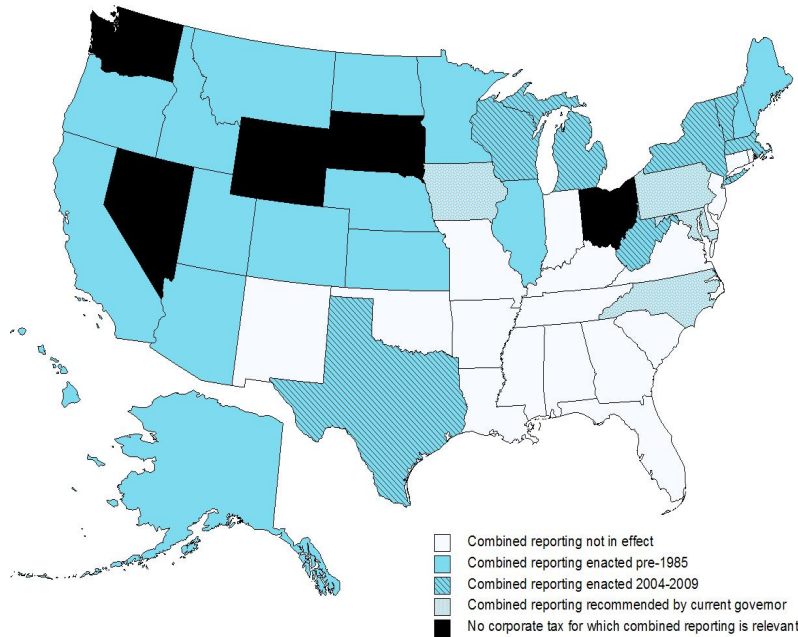 Combined reporting not in effect
Combined reporting enacted pre-1985
Combined reporting enacted 2004-2009
Combined reporting recommended by current governor
No corporate tax for which combined reporting is relevant